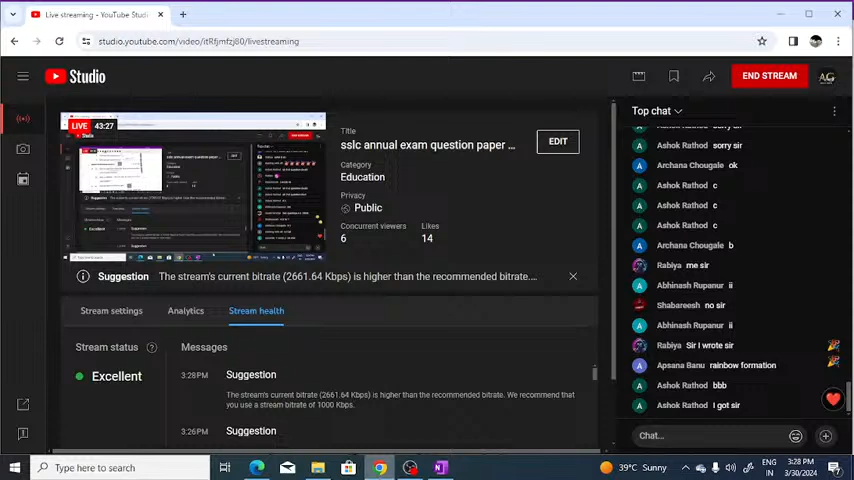 Live streaming - YouTube Studi
studio.youtube.com/video/itRfjmfzj80/livestreaming
Studio
END STREAM
LIVE 43:27
Title
sslc annual exam question paper ...
EDIT
Category
Education
Privacy
Public
Concurrent viewers
6
Likes
14
Suggestion The stream's current bitrate (2661.64 Kbps) is higher than the recommended bitrate....
Stream settings
Analytics
Stream health
Stream status
Excellent
Messages
3:28PM
Suggestion
The stream's current bitrate (2661.64 Kbps) is higher than the recommended bitrate. We recommend that
you use a stream bitrate of 1000 Kbps.
3:26PM
Suggestion
Top chat
Ashok Rathod sorry sir
Archana Chougale ok
Ashok Rathod c
Ashok Rathod c
Ashok Rathod c
Archana Chougale b
Rabiya me sir
Abhinash Rupanur ii
Shabareesh no sir
Abhinash Rupanur ii
Rabiya Sir I wrote sir
Apsana Banu rainbow formation
Ashok Rathod bbb
Ashok Rathod I got sir
Chat...
Type here to search
39°C Sunny
ENG
IN
3:28 PM
3/30/2024